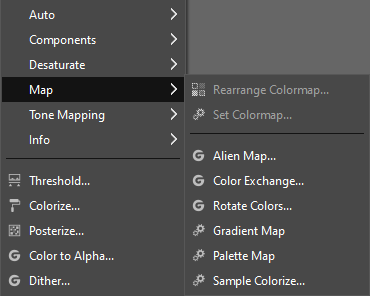 Auto
Components
Desaturate
Map
Tone Mapping
Info
Threshold...
Colorize...
Posterize...
Color to Alpha...
Dither...
Rearrange Colormap...
Set Colormap...
Alien Map...
Color Exchange...
Rotate Colors...
Gradient Map
Palette Map
Sample Colorize...